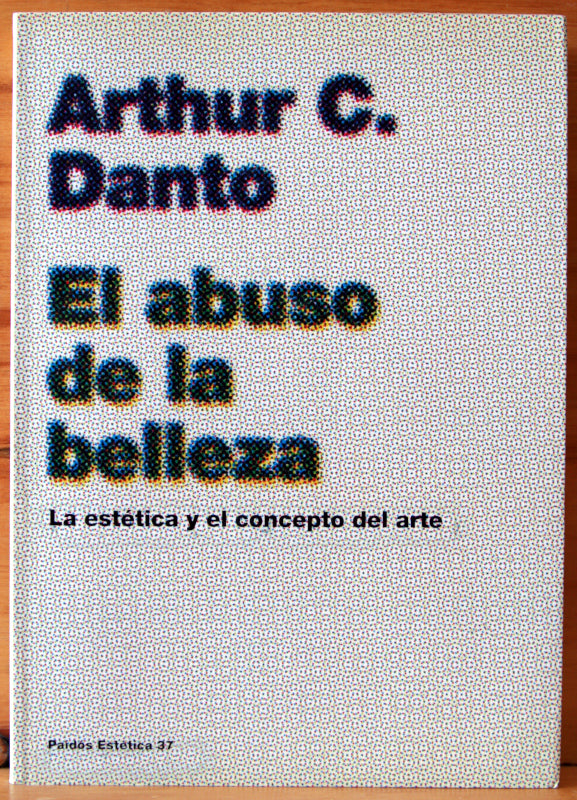 Arthur C.
Danto
El abuso
de la
belleza
La estética y el concepto del arte
Paidós Estética 37